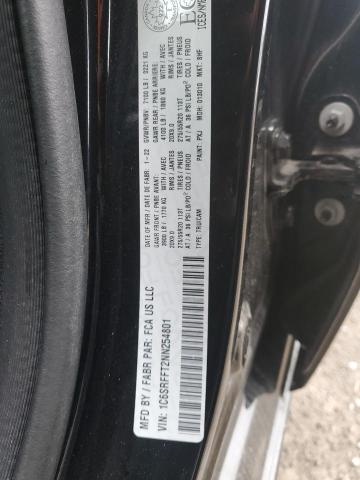 MFD BY / FABR PAR: FCA US LLC
DATE OF MFR / DATE DE FABR: 1-22
GVWR/PNBV: 7100 LB / 3221 KG
GAWR FRONT / PNBE AVANT:
3900 LB / 1770 KG
WITH / AVEC
GAWR REAR / PNBE ARRIERE:
4100 LB / 1860 KG
WITH / AVEC
20X9.0
RIMS / JANTES
20X9.0
RIMS / JANTES
275/55R20 113T
TIRES / PNEUS
275/55R20 113T
TIRES / PNEUS
AT / A 36 PSI/LB/PO² COLD / FROID
AT / A 36 PSI/LB/PO² COLD / FROID
VIN: 1C6SRFFT2NN254801
TYPE: TRU/CAM
PAINT: PXJ
MDH: 013010
MKT: BHF